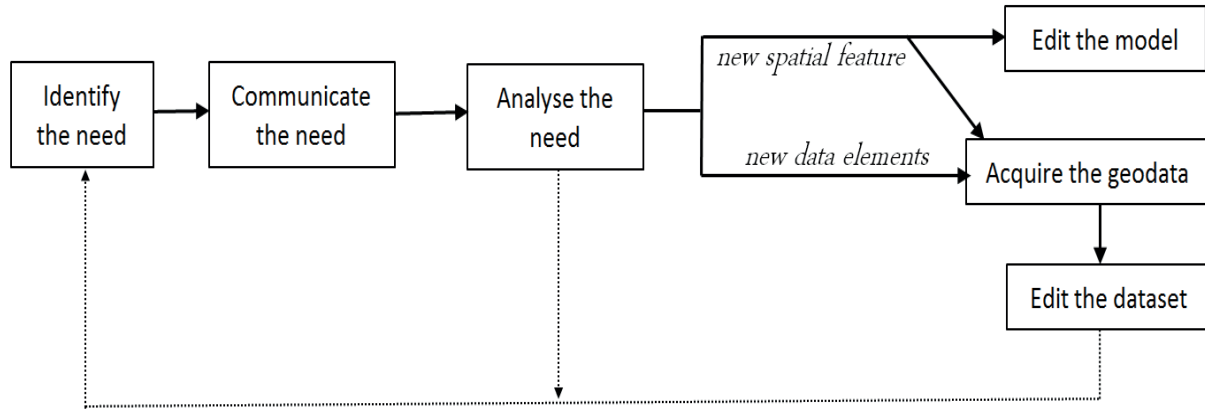 Identify
the need
Communicate
the need
Analyse the
need
new spatial feature
new data elements
Edit the model
Acquire the geodata
Edit the dataset